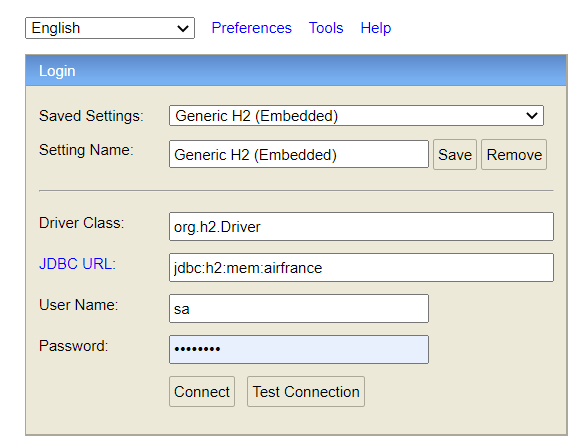 English Preferences Tools Help
Login
Saved Settings: Generic H2 (Embedded)
Setting Name: Generic H2 (Embedded) Save Remove
Driver Class: org.h2.Driver
JDBC URL: jdbc:h2:mem:airfrance
User Name: sa
Password: ••••••••
Connect Test Connection